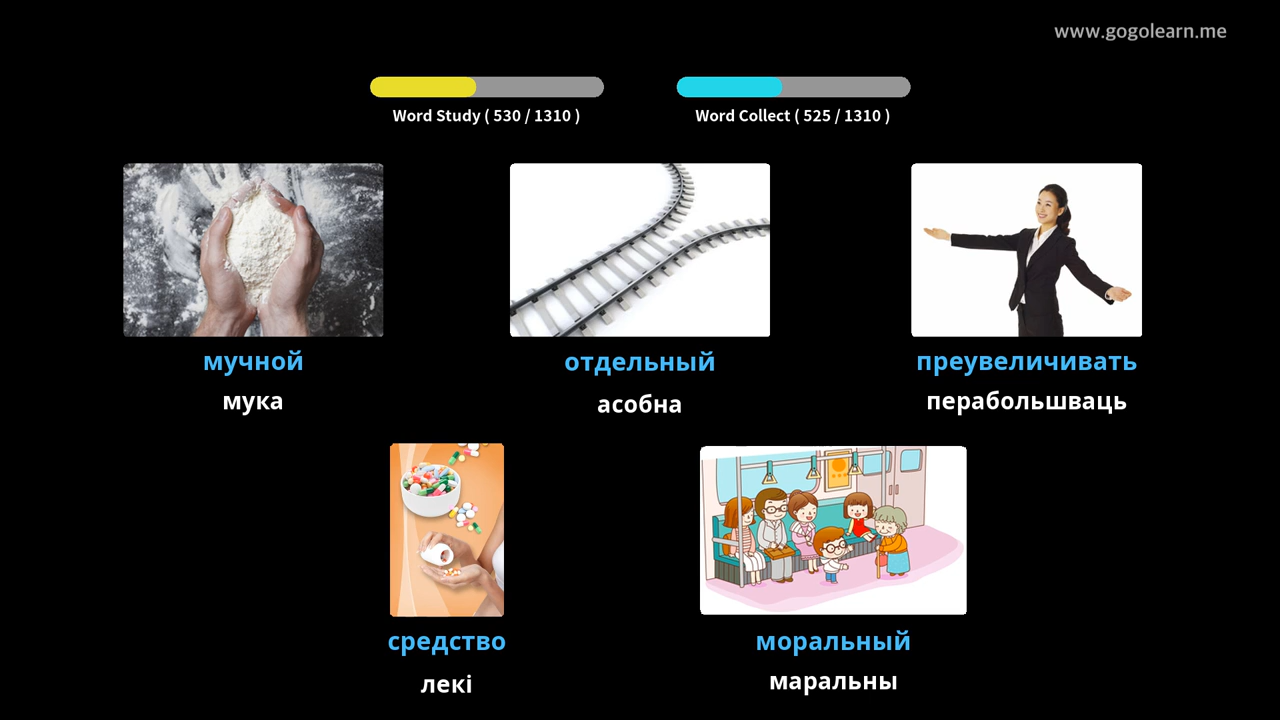 www.gogolearn.me
Word Study ( 530 / 1310 )
Word Collect ( 525 / 1310 )
мучной
мука
отдельный
асобна
преувеличивать
перабольшваць
средство
лекі
моральный
маральны